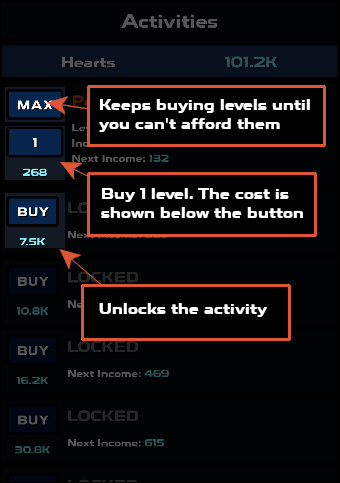 Activities
Hearts 101.2K
MAX
Keeps buying levels until
you can't afford them
1
Next Income: 132
268
Buy 1 level. The cost is
shown below the button
BUY
7.5K
Unlocks the activity
BUY LOCKED
10.8K
BUY LOCKED
16.2K Next Income: 469
BUY LOCKED
30.8K Next Income: 615
LOCKED